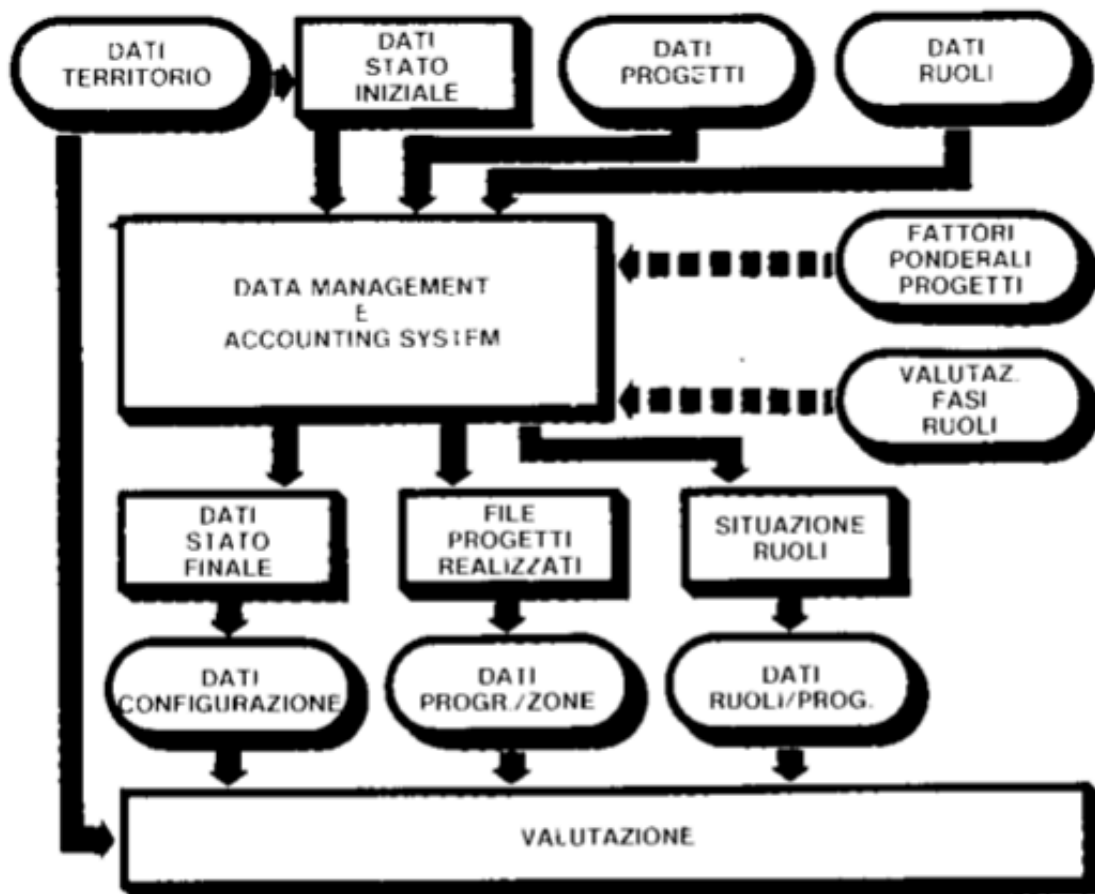 DATI
TERRITORIO
DATI
STATO
INIZIALE
DATI
PROGETTI
DATI
RUOLI
DATA MANAGEMENT
E
ACCOUNTING SYSTEM
FATTORI
PONDERALI
PROGETTI
VALUTAZ.
FASI
RUOLI
DATI
STATO
FINALE
FILE
PROGETTI
REALIZZATI
SITUAZIONE
RUOLI
DATI
CONFIGURAZIONE
DATI
PROGR./ZONE
DATI
RUOLI/PROG.
VALUTAZIONE